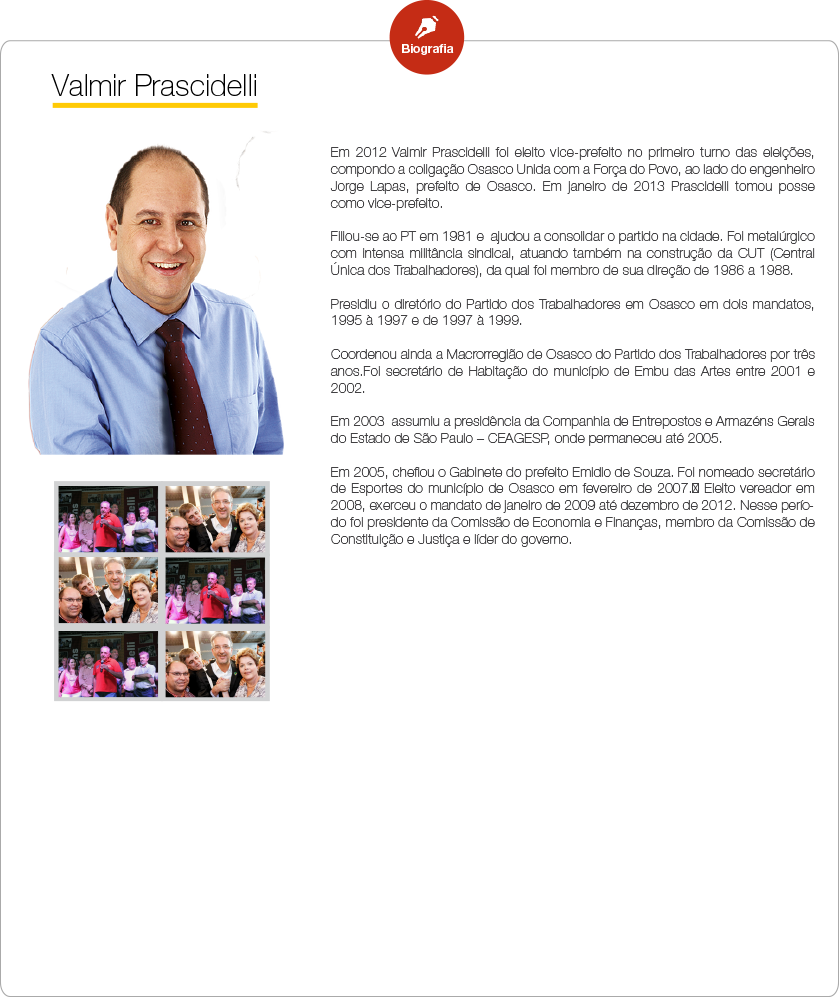 Biografia
Valmir Prascidelli
Em 2012 Valmir Prascidelli foi eleito vice-prefeito no primeiro turno das eleições,
compondo a coligação Osasco Unida com a Força do Povo, ao lado do engenheiro
Jorge Lapas, prefeito de Osasco. Em janeiro de 2013 Prascidelli tomou posse
como vice-prefeito.
Filiou-se ao PT em 1981 e ajudou a consolidar o partido na cidade. Foi metalúrgico
com intensa militância sindical, atuando também na construção da CUT (Central
Única dos Trabalhadores), da qual foi membro de sua direção de 1986 a 1988.
Presidiu o diretório do Partido dos Trabalhadores em Osasco em dois mandatos,
1995 à 1997 e de 1997 à 1999.
Coordenou ainda a Macrorregião de Osasco do Partido dos Trabalhadores por três
anos.Foi secretário de Habitação do município de Embu das Artes entre 2001 e
2002.
Em 2003 assumiu a presidência da Companhia de Entrepostos e Armazéns Gerais
do Estado de São Paulo – CEAGESP, onde permaneceu até 2005.
Em 2005, chefiou o Gabinete do prefeito Emidio de Souza. Foi nomeado secretário
de Esportes do município de Osasco em fevereiro de 2007. Eleito vereador em
2008, exerceu o mandato de janeiro de 2009 até dezembro de 2012. Nesse perío-
do foi presidente da Comissão de Economia e Finanças, membro da Comissão de
Constituição e Justiça e líder do governo.